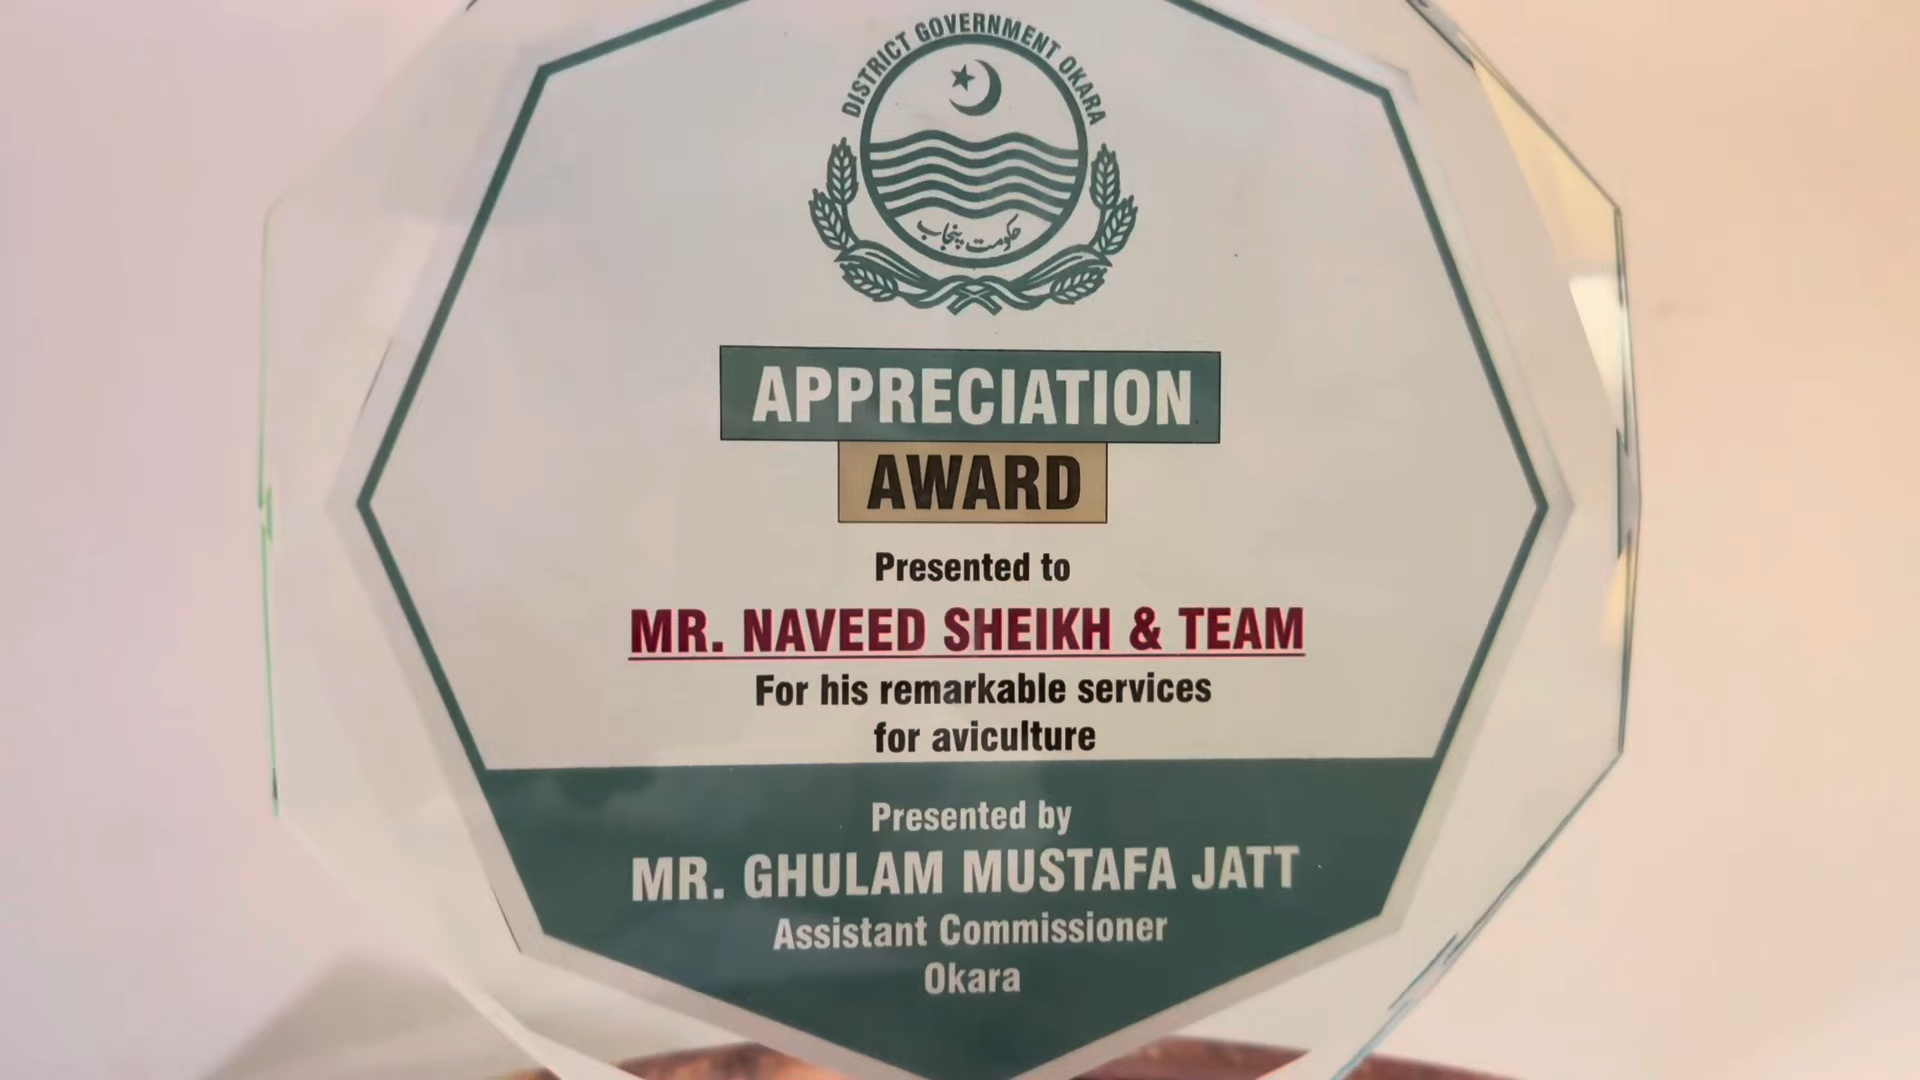 DISTRICT GOVERNMENT OKARA
حکومت پنجاب
APPRECIATION
AWARD
Presented to
MR. NAVEED SHEIKH & TEAM
For his remarkable services
for aviculture
Presented by
MR. GHULAM MUSTAFA JATT
Assistant Commissioner
Okara